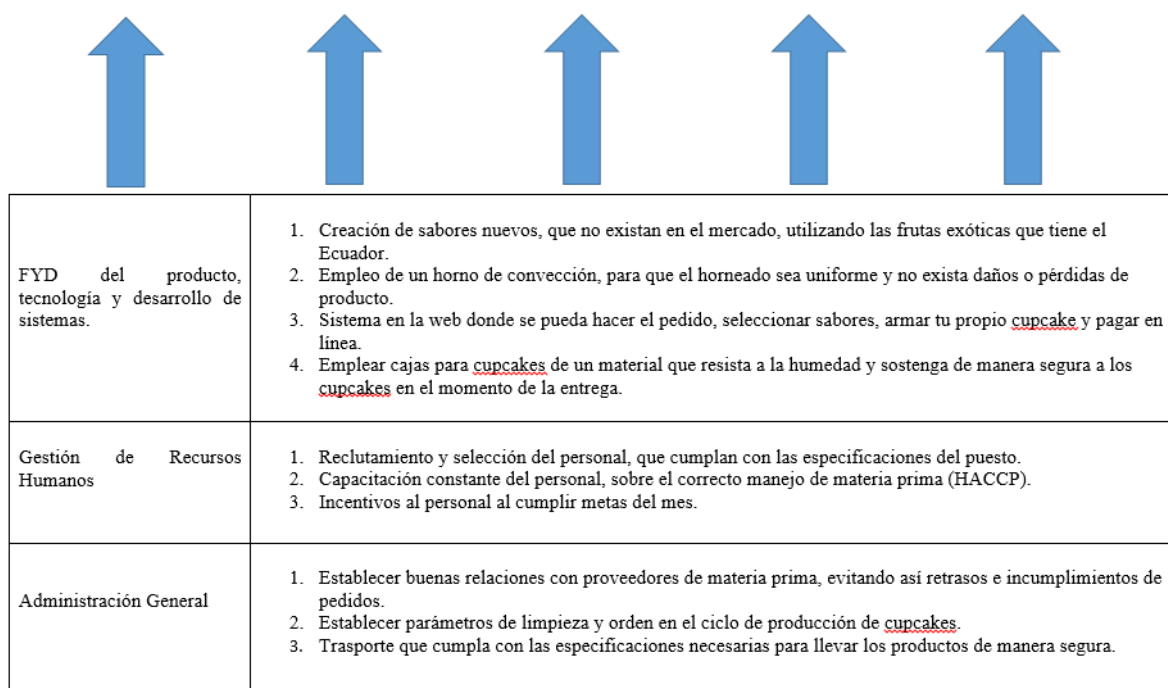 FYD del producto, tecnología y desarrollo de sistemas.
1. Creación de sabores nuevos, que no existan en el mercado, utilizando las frutas exóticas que tiene el
Ecuador.
2. Empleo de un horno de convección, para que el horneado sea uniforme y no exista daños o pérdidas de
producto.
3. Sistema en la web donde se pueda hacer el pedido, seleccionar sabores, armar tu propio cupcake y pagar en
línea.
4. Emplear cajas para cupcakes de un material que resista a la humedad y sostenga de manera segura a los
cupcakes en el momento de la entrega.
Gestión de Recursos
Humanos
1. Reclutamiento y selección del personal, que cumplan con las especificaciones del puesto.
2. Capacitación constante del personal, sobre el correcto manejo de materia prima (HACCP).
3. Incentivos al personal al cumplir metas del mes.
Administración General
1. Establecer buenas relaciones con proveedores de materia prima, evitando así retrasos e incumplimientos de
pedidos.
2. Establecer parámetros de limpieza y orden en el ciclo de producción de cupcakes.
3. Trasporte que cumpla con las especificaciones necesarias para llevar los productos de manera segura.